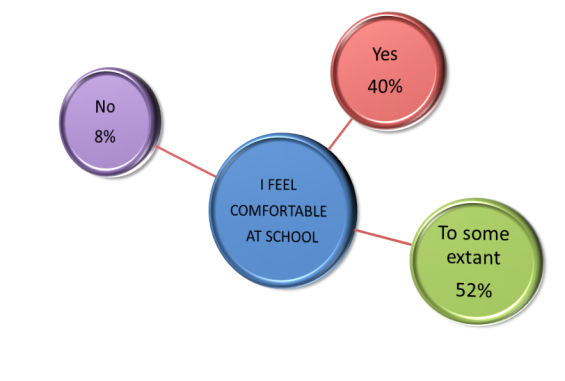 Yes
40%
No
8%
I FEEL
COMFORTABLE
AT SCHOOL
To some
extant
52%